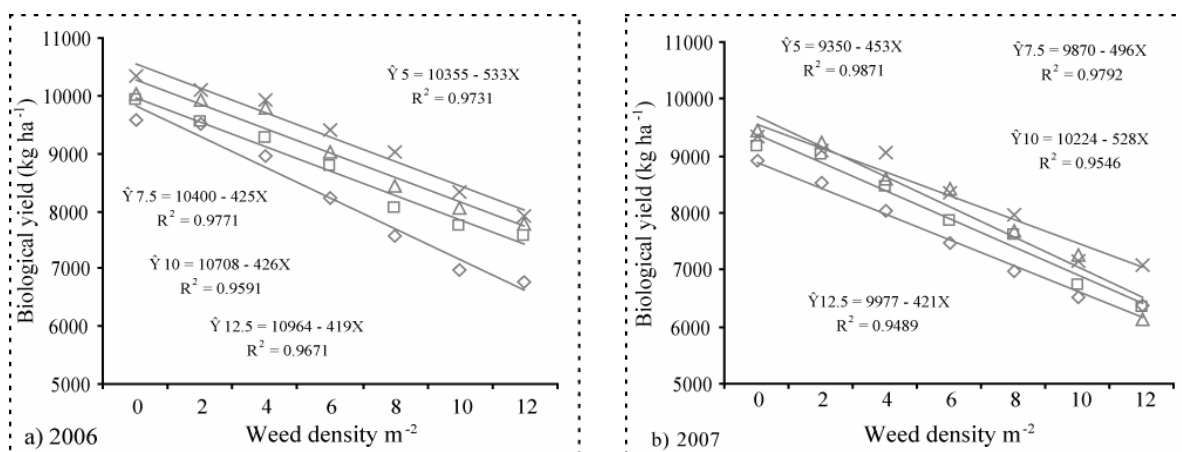 Biological yield (kg ha⁻¹)
11000
10000
9000
8000
7000
6000
5000
Ŷ 5 = 10355 - 533X
R² = 0.9731
Ŷ 7.5 = 10400 - 425X
R² = 0.9771
Ŷ 10 = 10708 - 426X
R² = 0.9591
Ŷ 12.5 = 10964 - 419X
R² = 0.9671
0 2 4 6 8 10 12
Weed density m⁻²
a) 2006
Biological yield (kg ha⁻¹)
11000
10000
9000
8000
7000
6000
5000
Ŷ5 = 9350 - 453X
R² = 0.9871
Ŷ7.5 = 9870 - 496X
R² = 0.9792
Ŷ10 = 10224 - 528X
R² = 0.9546
Ŷ12.5 = 9977 - 421X
R² = 0.9489
0 2 4 6 8 10 12
Weed density m⁻²
b) 2007